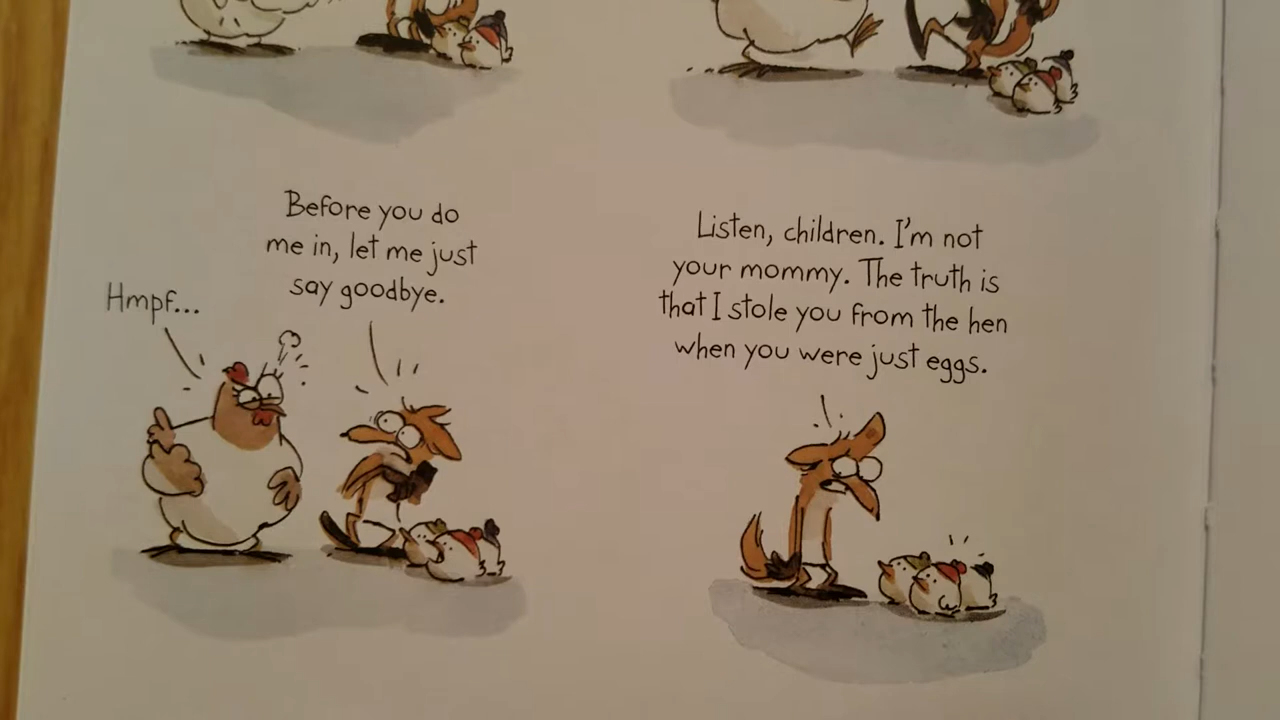 Hmpf...
Before you do
me in, let me just
say goodbye.
Listen, children. I'm not
your mommy. The truth is
that I stole you from the hen
when you were just eggs.